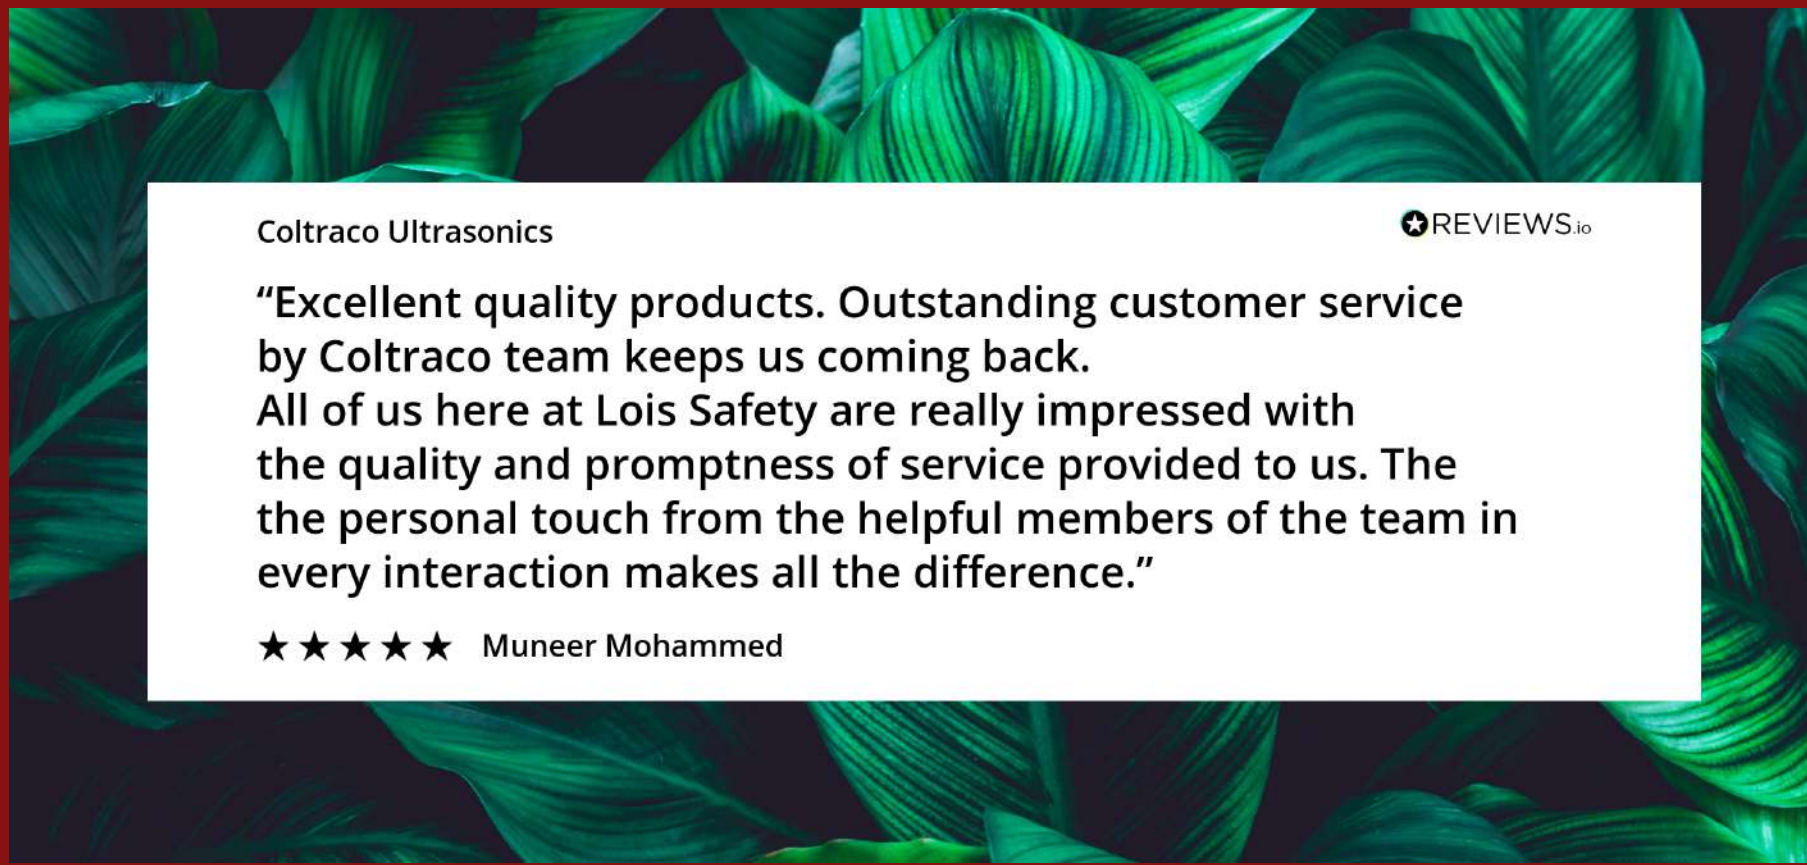 Coltraco Ultrasonics
REVIEWS.io
“Excellent quality products. Outstanding customer service
by Coltraco team keeps us coming back.
All of us here at Lois Safety are really impressed with
the quality and promptness of service provided to us. The
the personal touch from the helpful members of the team in
every interaction makes all the difference.”
★★★★★ Muneer Mohammed